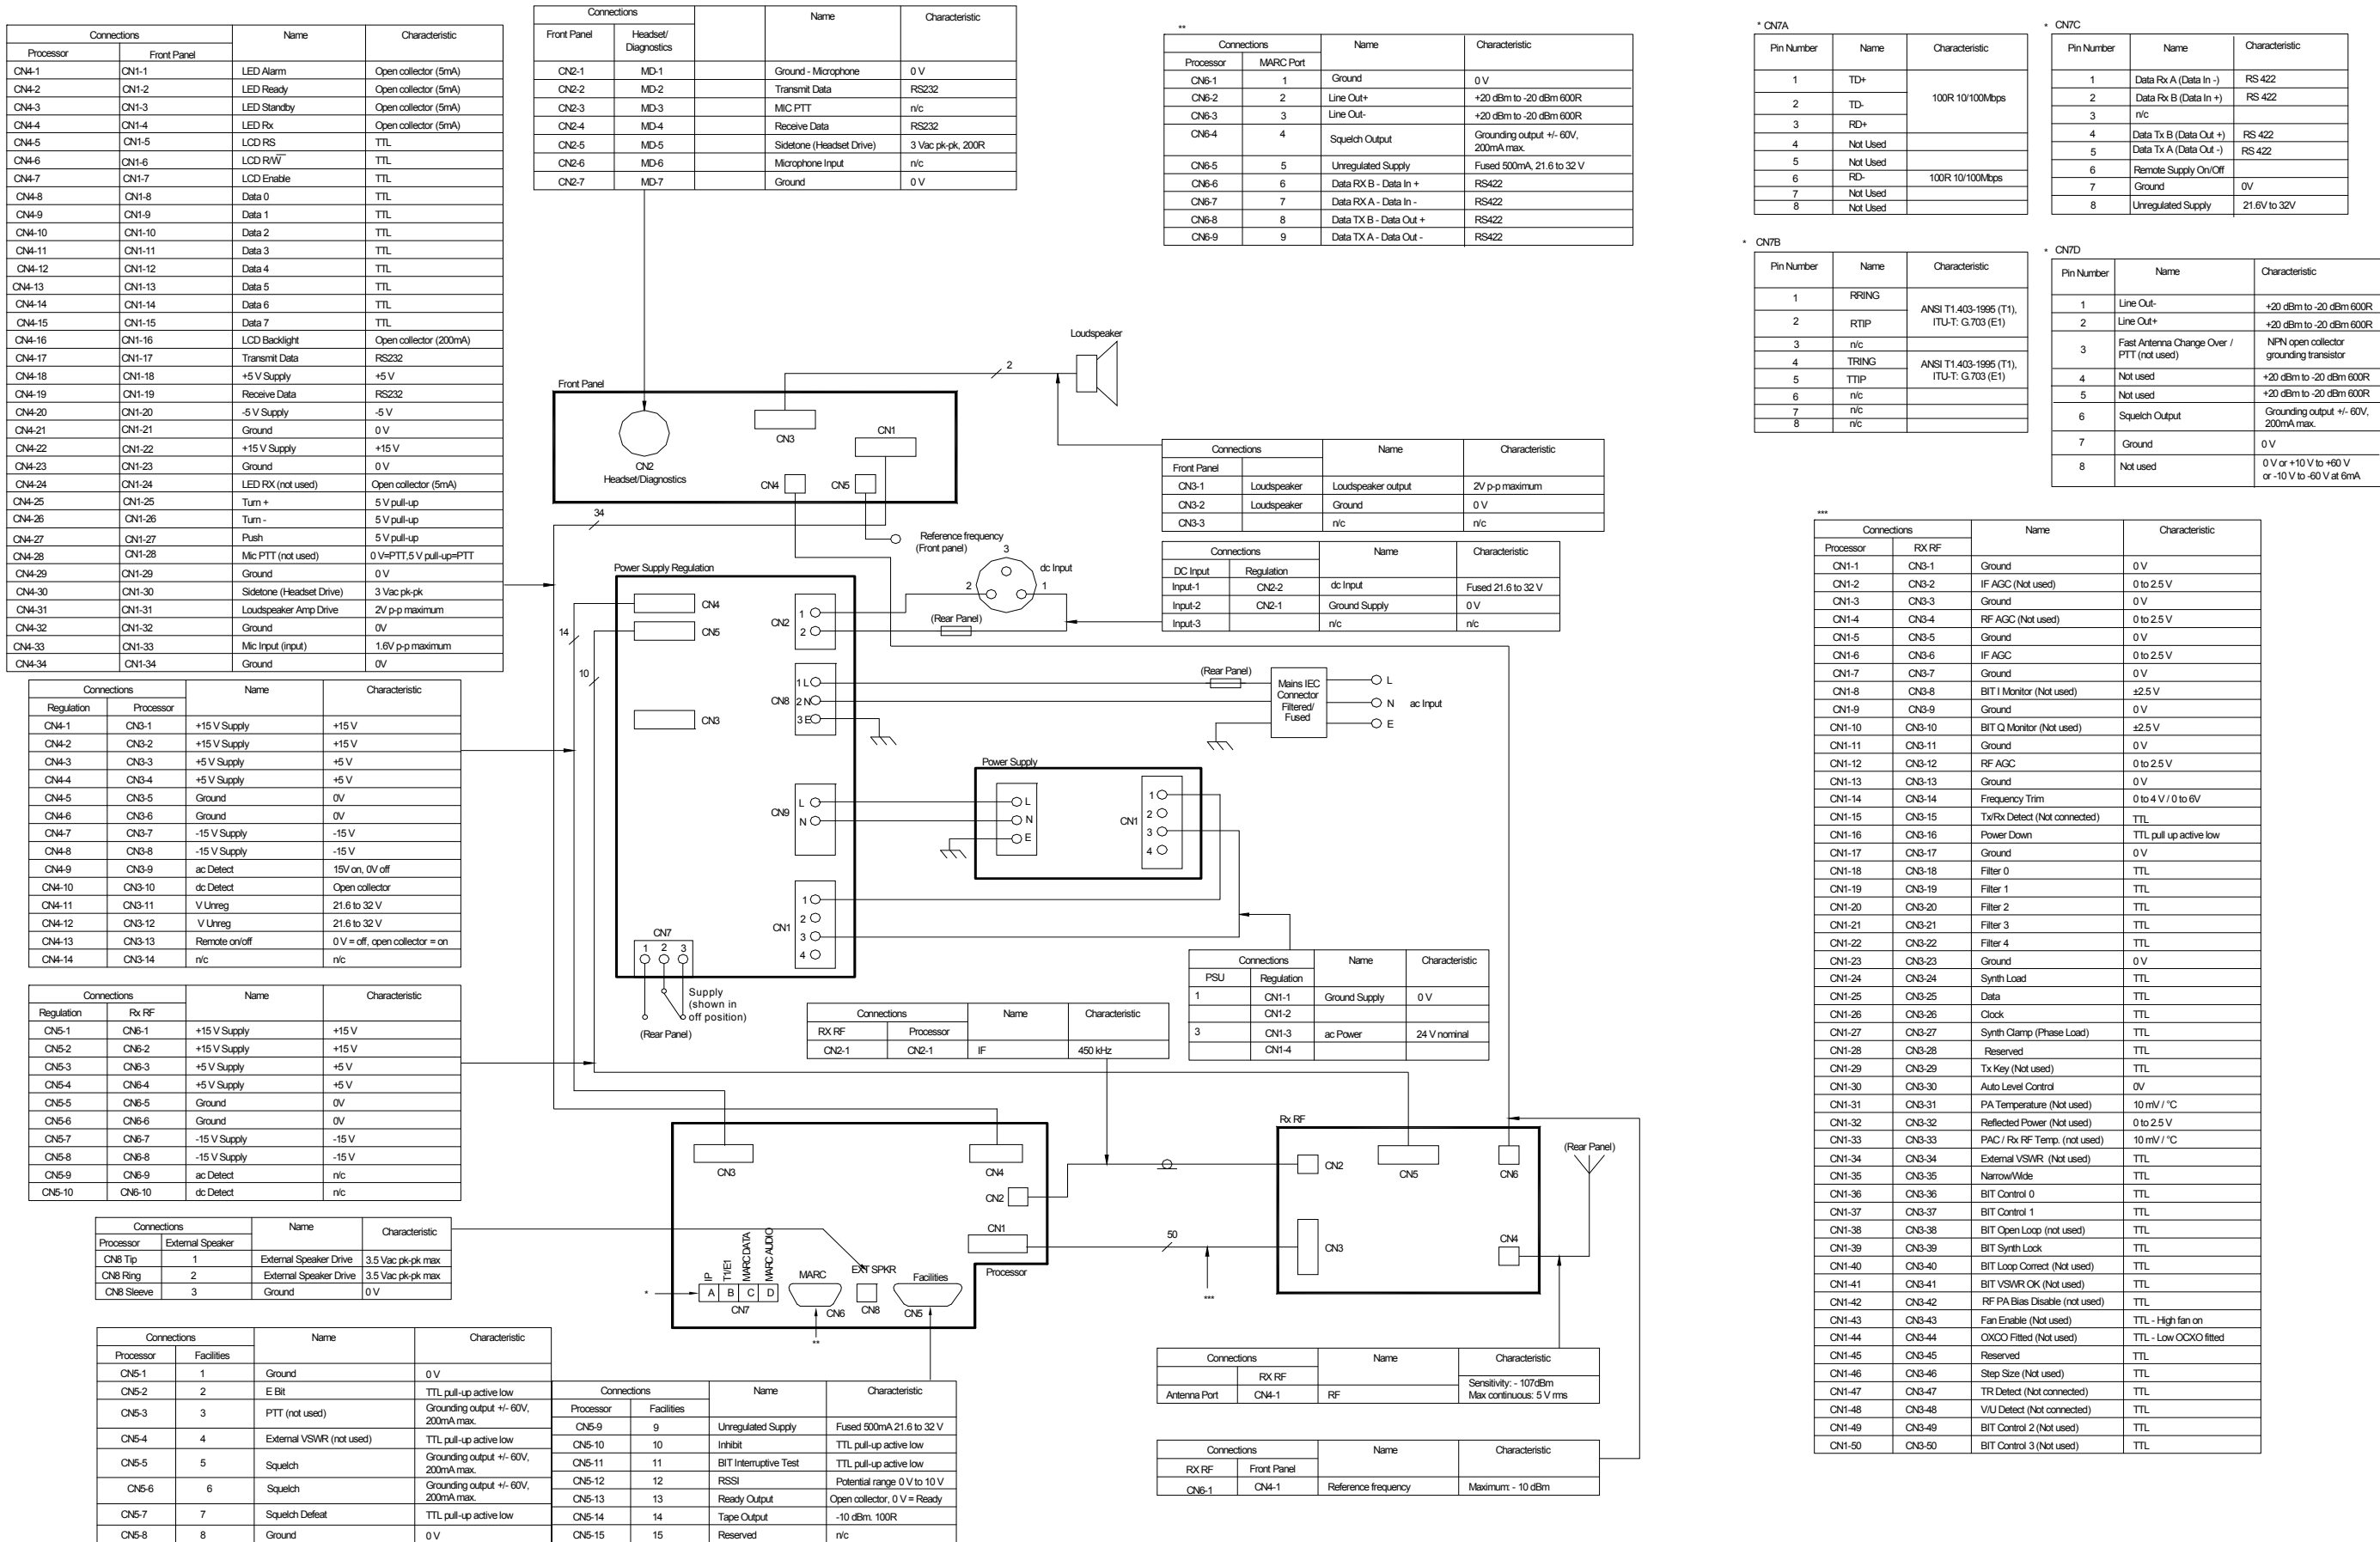 Connections Name Characteristic
Processor Front Panel
CN4-1 CN1-1 LED Alarm Open collector (5mA)
CN4-2 CN1-2 LED Ready Open collector (5mA)
CN4-3 CN1-3 LED Standby Open collector (5mA)
CN4-4 CN1-4 LED Rx Open collector (5mA)
CN4-5 CN1-5 LCD RS TTL
CN4-6 CN1-6 LCD R/W TTL
CN4-7 CN1-7 LCD Enable TTL
CN4-8 CN1-8 Data 0 TTL
CN4-9 CN1-9 Data 1 TTL
CN4-10 CN1-10 Data 2 TTL
CN4-11 CN1-11 Data 3 TTL
CN4-12 CN1-12 Data 4 TTL
CN4-13 CN1-13 Data 5 TTL
CN4-14 CN1-14 Data 6 TTL
CN4-15 CN1-15 Data 7 TTL
CN4-16 CN1-16 LCD Backlight Open collector (200mA)
CN4-17 CN1-17 Transmit Data RS232
CN4-18 CN1-18 +5 V Supply +5 V
CN4-19 CN1-19 Receive Data RS232
CN4-20 CN1-20 -5 V Supply -5 V
CN4-21 CN1-21 Ground 0 V
CN4-22 CN1-22 +15 V Supply +15 V
CN4-23 CN1-23 Ground 0 V
CN4-24 CN1-24 LED RX (not used) Open collector (5mA)
CN4-25 CN1-25 Turn + 5 V pull-up
CN4-26 CN1-26 Turn - 5 V pull-up
CN4-27 CN1-27 Push 5 V pull-up
CN4-28 CN1-28 Mic PTT (not used) 0 V=PTT,5 V pull-up=PTT
CN4-29 CN1-29 Ground 0 V
CN4-30 CN1-30 Sidetone (Headset Drive) 3 Vac pk-pk
CN4-31 CN1-31 Loudspeaker Amp Drive 2V p-p maximum
CN4-32 CN1-32 Ground 0V
CN4-33 CN1-33 Mic Input (input) 1.6V p-p maximum
CN4-34 CN1-34 Ground 0V
Connections Name Characteristic
Regulation Processor
CN4-1 CN3-1 +15 V Supply +15 V
CN4-2 CN3-2 +15 V Supply +15 V
CN4-3 CN3-3 +5 V Supply +5 V
CN4-4 CN3-4 +5 V Supply +5 V
CN4-5 CN3-5 Ground 0V
CN4-6 CN3-6 Ground 0V
CN4-7 CN3-7 -15 V Supply -15 V
CN4-8 CN3-8 -15 V Supply -15 V
CN4-9 CN3-9 ac Detect 15V on, 0V off
CN4-10 CN3-10 dc Detect Open collector
CN4-11 CN3-11 V Unreg 21.6 to 32 V
CN4-12 CN3-12 V Unreg 21.6 to 32 V
CN4-13 CN3-13 Remote on/off 0 V = off, open collector = on
CN4-14 CN3-14 n/c n/c
Connections Name Characteristic
Regulation Rx RF
CN5-1 CN6-1 +15 V Supply +15 V
CN5-2 CN6-2 +15 V Supply +15 V
CN5-3 CN6-3 +5 V Supply +5 V
CN5-4 CN6-4 +5 V Supply +5 V
CN5-5 CN6-5 Ground 0V
CN5-6 CN6-6 Ground 0V
CN5-7 CN6-7 -15 V Supply -15 V
CN5-8 CN6-8 -15 V Supply -15 V
CN5-9 CN6-9 ac Detect n/c
CN5-10 CN6-10 dc Detect n/c
Connections Name Characteristic
Processor External Speaker
CN8 Tip 1 External Speaker Drive 3.5 Vac pk-pk max
CN8 Ring 2 External Speaker Drive 3.5 Vac pk-pk max
CN8 Sleeve 3 Ground 0 V
Connections Name Characteristic
Processor Facilities
CN5-1 1 Ground 0 V
CN5-2 2 E Bit TTL pull-up active low
CN5-3 3 PTT (not used) Grounding output +/- 60V,
200mA max.
CN5-4 4 External VSWR (not used) TTL pull-up active low
CN5-5 5 Squelch Grounding output +/- 60V,
200mA max.
CN5-6 6 Squelch Grounding output +/- 60V,
200mA max.
CN5-7 7 Squelch Defeat TTL pull-up active low
CN5-8 8 Ground 0 V
Connections Name Characteristic
Processor Facilities
CN5-9 9 Unregulated Supply Fused 500mA 21.6 to 32 V
CN5-10 10 Inhibit TTL pull-up active low
CN5-11 11 BIT Interruptive Test TTL pull-up active low
CN5-12 12 RSSI Potential range 0 V to 10 V
CN5-13 13 Ready Output Open collector, 0 V = Ready
CN5-14 14 Tape Output -10 dBm. 100R
CN5-15 15 Reserved n/c
Connections Name Characteristic
Front Panel Headset/
Diagnostics
CN2-1 MD-1 Ground - Microphone 0 V
CN2-2 MD-2 Transmit Data RS232
CN2-3 MD-3 MIC PTT n/c
CN2-4 MD-4 Receive Data RS232
CN2-5 MD-5 Sidetone (Headset Drive) 3 Vac pk-pk, 200R
CN2-6 MD-6 Microphone Input n/c
CN2-7 MD-7 Ground 0 V
**
Connections Name Characteristic
Processor MARC Port
CN6-1 1 Ground 0 V
CN6-2 2 Line Out+ +20 dBm to -20 dBm 600R
CN6-3 3 Line Out- +20 dBm to -20 dBm 600R
CN6-4 4 Squelch Output Grounding output +/- 60V,
200mA max.
CN6-5 5 Unregulated Supply Fused 500mA, 21.6 to 32 V
CN6-6 6 Data RX B - Data In + RS422
CN6-7 7 Data RX A - Data In - RS422
CN6-8 8 Data TX B - Data Out + RS422
CN6-9 9 Data TX A - Data Out - RS422
Loudspeaker
2
Front Panel
CN3
CN1
CN2
Headset/Diagnostics
CN4
CN5
34
Reference frequency
(Front panel)
3
dc Input
2
1
Connections Name Characteristic
Front Panel
CN3-1 Loudspeaker Loudspeaker output 2V p-p maximum
CN3-2 Loudspeaker Ground 0 V
CN3-3 n/c n/c
Connections Name Characteristic
DC Input Regulation
Input-1 CN2-2 dc Input Fused 21.6 to 32 V
Input-2 CN2-1 Ground Supply 0 V
Input-3 n/c n/c
Power Supply Regulation
CN4
CN5
14
10
CN2
1
2
(Rear Panel)
CN3
CN8
1 L
2 N
3 E
(Rear Panel)
Mains IEC
Connector
Filtered/
Fused
L
N
E
ac Input
CN9
L
N
Power Supply
L
N
E
CN1
1
2
3
4
CN1
1
2
3
4
CN7
1 2 3
Supply
(shown in
off position)
(Rear Panel)
Connections Name Characteristic
PSU Regulation
1 CN1-1 Ground Supply 0 V
CN1-2
3 CN1-3 ac Power 24 V nominal
CN1-4
Connections Name Characteristic
RX RF Processor
CN2-1 CN2-1 IF 450 kHz
CN3
CN4
CN2
CN1
Processor
IP
T1/E1
MARC DATA
MARC AUDIO
* A B C D
CN7
MARC
CN6
**
EXT SPKR
CN8
Facilities
CN5
50
***
Rx RF
CN2
CN5
CN6
CN3
CN4
(Rear Panel)
Connections Name Characteristic
RX RF
Antenna Port CN4-1 RF Sensitivity: - 107dBm
Max continuous: 5 V rms
Connections Name Characteristic
RX RF Front Panel
CN6-1 CN4-1 Reference frequency Maximum: - 10 dBm
* CN7A
Pin Number Name Characteristic
1 TD+
2 TD- 100R 10/100Mbps
3 RD+
4 Not Used
5 Not Used
6 RD- 100R 10/100Mbps
7 Not Used
8 Not Used
* CN7C
Pin Number Name Characteristic
1 Data Rx A (Data In -) RS 422
2 Data Rx B (Data In +) RS 422
3 n/c
4 Data Tx B (Data Out +) RS 422
5 Data Tx A (Data Out -) RS 422
6 Remote Supply On/Off
7 Ground 0V
8 Unregulated Supply 21.6V to 32V
* CN7B
Pin Number Name Characteristic
1 RRING ANSI T1.403-1995 (T1),
2 RTIP ITU-T: G.703 (E1)
3 n/c
4 TRING ANSI T1.403-1995 (T1),
5 TTIP ITU-T: G.703 (E1)
6 n/c
7 n/c
8 n/c
* CN7D
Pin Number Name Characteristic
1 Line Out- +20 dBm to -20 dBm 600R
2 Line Out+ +20 dBm to -20 dBm 600R
3 Fast Antenna Change Over / NPN open collector
PTT (not used) grounding transistor
4 Not used +20 dBm to -20 dBm 600R
5 Not used +20 dBm to -20 dBm 600R
6 Squelch Output Grounding output +/- 60V,
200mA max.
7 Ground 0 V
8 Not used 0 V or +10 V to +60 V
or -10 V to -60 V at 6mA
***
Connections Name Characteristic
Processor RX RF
CN1-1 CN3-1 Ground 0 V
CN1-2 CN3-2 IF AGC (Not used) 0 to 2.5 V
CN1-3 CN3-3 Ground 0 V
CN1-4 CN3-4 RF AGC (Not used) 0 to 2.5 V
CN1-5 CN3-5 Ground 0 V
CN1-6 CN3-6 IF AGC 0 to 2.5 V
CN1-7 CN3-7 Ground 0 V
CN1-8 CN3-8 BIT I Monitor (Not used) ±2.5 V
CN1-9 CN3-9 Ground 0 V
CN1-10 CN3-10 BIT Q Monitor (Not used) ±2.5 V
CN1-11 CN3-11 Ground 0 V
CN1-12 CN3-12 RF AGC 0 to 2.5 V
CN1-13 CN3-13 Ground 0 V
CN1-14 CN3-14 Frequency Trim 0 to 4 V / 0 to 6V
CN1-15 CN3-15 Tx/Rx Detect (Not connected) TTL
CN1-16 CN3-16 Power Down TTL pull up active low
CN1-17 CN3-17 Ground 0 V
CN1-18 CN3-18 Filter 0 TTL
CN1-19 CN3-19 Filter 1 TTL
CN1-20 CN3-20 Filter 2 TTL
CN1-21 CN3-21 Filter 3 TTL
CN1-22 CN3-22 Filter 4 TTL
CN1-23 CN3-23 Ground 0 V
CN1-24 CN3-24 Synth Load TTL
CN1-25 CN3-25 Data TTL
CN1-26 CN3-26 Clock TTL
CN1-27 CN3-27 Synth Clamp (Phase Load) TTL
CN1-28 CN3-28 Reserved TTL
CN1-29 CN3-29 Tx Key (Not used) TTL
CN1-30 CN3-30 Auto Level Control 0V
CN1-31 CN3-31 PA Temperature (Not used) 10 mV / °C
CN1-32 CN3-32 Reflected Power (Not used) 0 to 2.5 V
CN1-33 CN3-33 PAC / Rx RF Temp. (not used) 10 mV / °C
CN1-34 CN3-34 External VSWR (Not used) TTL
CN1-35 CN3-35 Narrow/Wide TTL
CN1-36 CN3-36 BIT Control 0 TTL
CN1-37 CN3-37 BIT Control 1 TTL
CN1-38 CN3-38 BIT Open Loop (not used) TTL
CN1-39 CN3-39 BIT Synth Lock TTL
CN1-40 CN3-40 BIT Loop Correct (Not used) TTL
CN1-41 CN3-41 BIT VSWR OK (Not used) TTL
CN1-42 CN3-42 RF PA Bias Disable (not used) TTL
CN1-43 CN3-43 Fan Enable (Not used) TTL - High fan on
CN1-44 CN3-44 OXCO Fitted (Not used) TTL - Low OCXO fitted
CN1-45 CN3-45 Reserved TTL
CN1-46 CN3-46 Step Size (Not used) TTL
CN1-47 CN3-47 TR Detect (Not connected) TTL
CN1-48 CN3-48 V/U Detect (Not connected) TTL
CN1-49 CN3-49 BIT Control 2 (Not used) TTL
CN1-50 CN3-50 BIT Control 3 (Not used) TTL